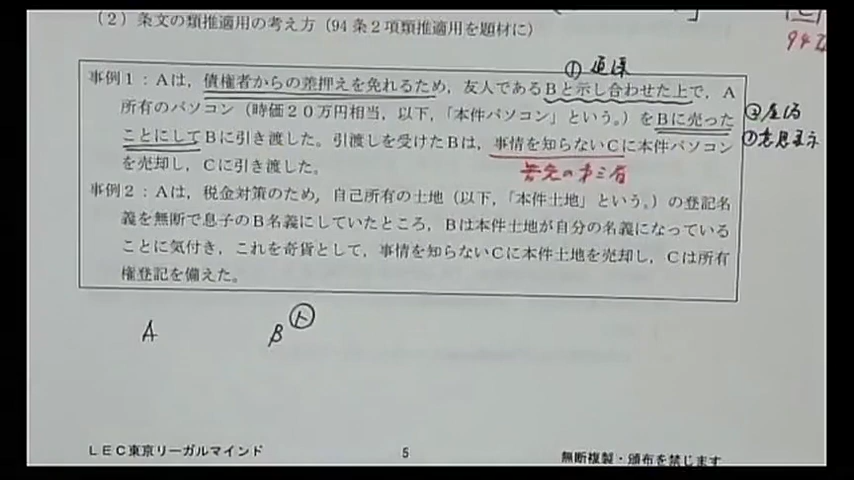 (2)条文の類推適用の考え方(94条2項類推適用を題材に)
94Ⅱ
①通謀
事例1:Aは,債権者からの差押えを免れるため,友人であるBと示し合わせた上で,A
所有のパソコン(時価20万円相当,以下,「本件パソコン」という。)をBに売った
②虚偽
ことにしてBに引き渡した。引渡しを受けたBは,事情を知らないCに本件パソコン
③意思表示
を売却し,Cに引き渡した。
善意の第三者
事例2:Aは,税金対策のため,自己所有の土地(以下,「本件土地」という。)の登記名
義を無断で息子のB名義にしていたところ,Bは本件土地が自分の名義になっている
ことに気付き,これを奇貨として,事情を知らないCに本件土地を売却し,Cは所有
権登記を備えた。
A B ト
LEC東京リーガルマインド 5 無断複製・頒布を禁じます